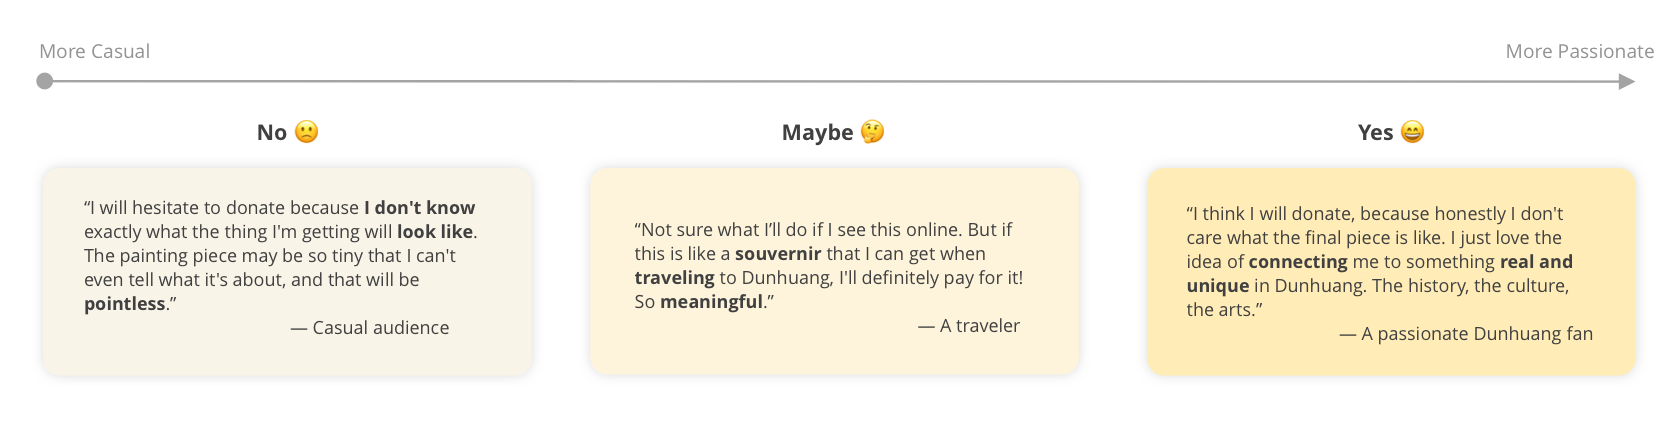 More Casual
More Passionate
No 🙁
Maybe 🤔
Yes 😄
“I will hesitate to donate because I don't know
exactly what the thing I'm getting will look like.
The painting piece may be so tiny that I can't
even tell what it's about, and that will be
pointless.”
— Casual audience
“Not sure what I’ll do if I see this online. But if
this is like a souvernir that I can get when
traveling to Dunhuang, I'll definitely pay for it!
So meaningful.”
— A traveler
“I think I will donate, because honestly I don't
care what the final piece is like. I just love the
idea of connecting me to something real and
unique in Dunhuang. The history, the culture,
the arts.”
— A passionate Dunhuang fan